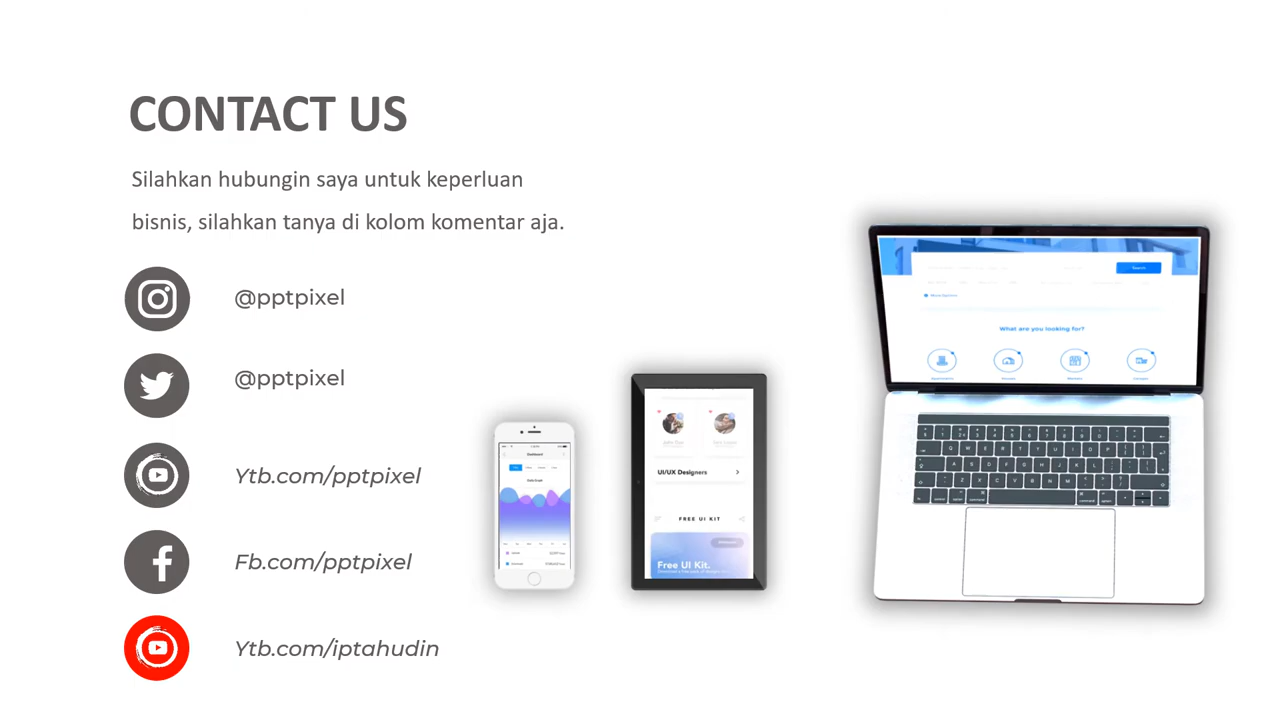 CONTACT US
Silahkan hubungin saya untuk keperluan
bisnis, silahkan tanya di kolom komentar aja.
@pptpixel
@pptpixel
Ytb.com/pptpixel
Fb.com/pptpixel
Ytb.com/iptahudin
Dashboard
UI/UX Designers
FREE UI KIT
Free UI Kit.
Search
What are you looking for?